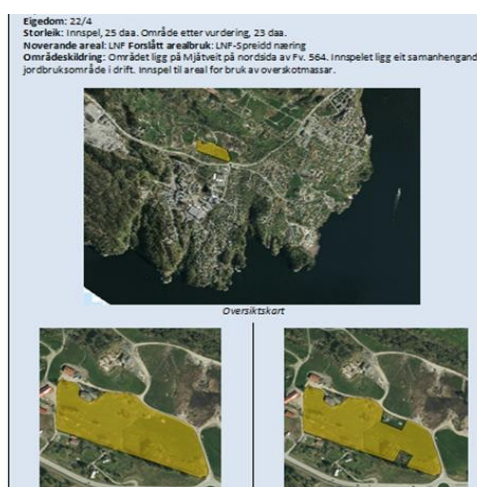 Eigedom: 22/4
Storleik: Innspel, 25 daa. Område etter vurdering, 23 daa.
Noverande areal: LNF Forslått arealbruk: LNF-Spreidd næring
Områdeskildring: Området ligg på Mjåtveit på nordsida av Fv. 564. Innspelet ligg eit samanhengand
jordbruksområde i drift. Innspel til areal for bruk av overskotmassar.
Oversiktskart